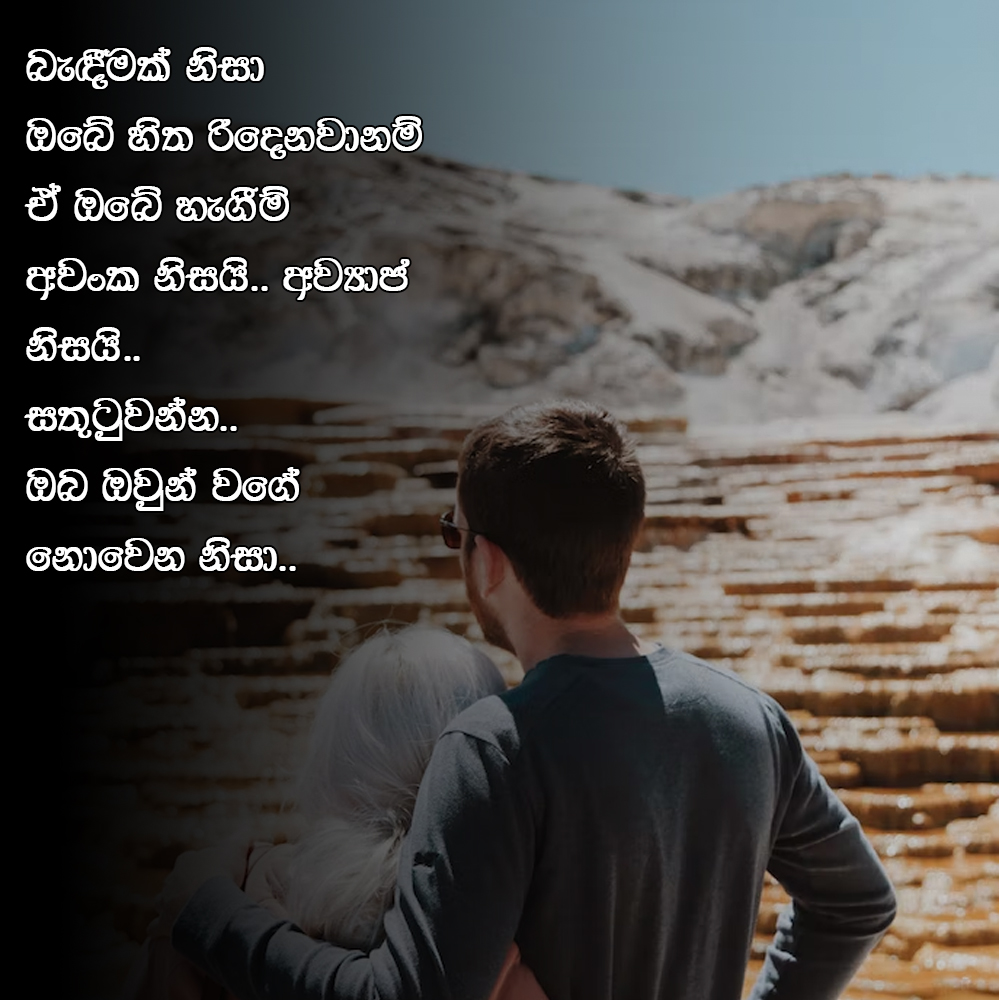 බැඳීමක් නිසා
ඔබේ හිත රිදෙනවානම්
ඒ ඔබේ හැගීම්
අවංක නිසයි.. අව්‍යාජ්
නිසයි..
සතුටුවන්න..
ඔබ ඔවුන් වගේ
නොවෙන නිසා..